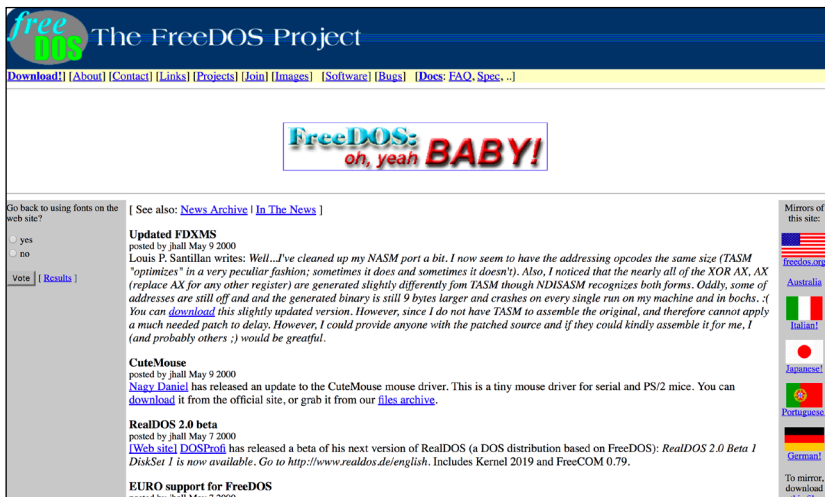 free DOS The FreeDOS Project
Download!] [About] [Contact] [Links] [Projects] [Join] [Images] [Software] [Bugs] [Docs: FAQ, Spec, ..]
FreeDOS:
oh, yeah BABY!
Go back to using fonts on the
web site?
yes
no
Vote [ Results ]
[ See also: News Archive | In The News ]
Updated FDXMS
posted by jhall May 9 2000
Louis P. Santillan writes: Well...I've cleaned up my NASM port a bit. I now seem to have the addressing opcodes the same size (TASM
"optimizes" in a very peculiar fashion; sometimes it does and sometimes it doesn't). Also, I noticed that the nearly all of the XOR AX, AX
(replace AX for any other register) are generated slightly differently fom TASM though NDISASM recognizes both forms. Oddly, some of
addresses are still off and and the generated binary is still 9 bytes larger and crashes on every single run on my machine and in bochs. :(
You can download this slightly updated version. However, since I do not have TASM to assemble the original, and therefore cannot apply
a much needed patch to delay. However, I could provide anyone with the patched source and if they could kindly assemble it for me, I
(and probably others ;) would be greatful.
CuteMouse
posted by jhall May 9 2000
Nagy Daniel has released an update to the CuteMouse mouse driver. This is a tiny mouse driver for serial and PS/2 mice. You can
download it from the official site, or grab it from our files archive.
RealDOS 2.0 beta
posted by jhall May 7 2000
[Web site] DOSProfi has released a beta of his next version of RealDOS (a DOS distribution based on FreeDOS): RealDOS 2.0 Beta 1
DiskSet 1 is now available. Go to http://www.realdos.de/english. Includes Kernel 2019 and FreeCOM 0.79.
EURO support for FreeDOS
posted by jhall May 7 2000
Mirrors of
this site:
freedos.org
Australia
Italian!
Japanese!
Portuguese
German!
To mirror,
download
this file